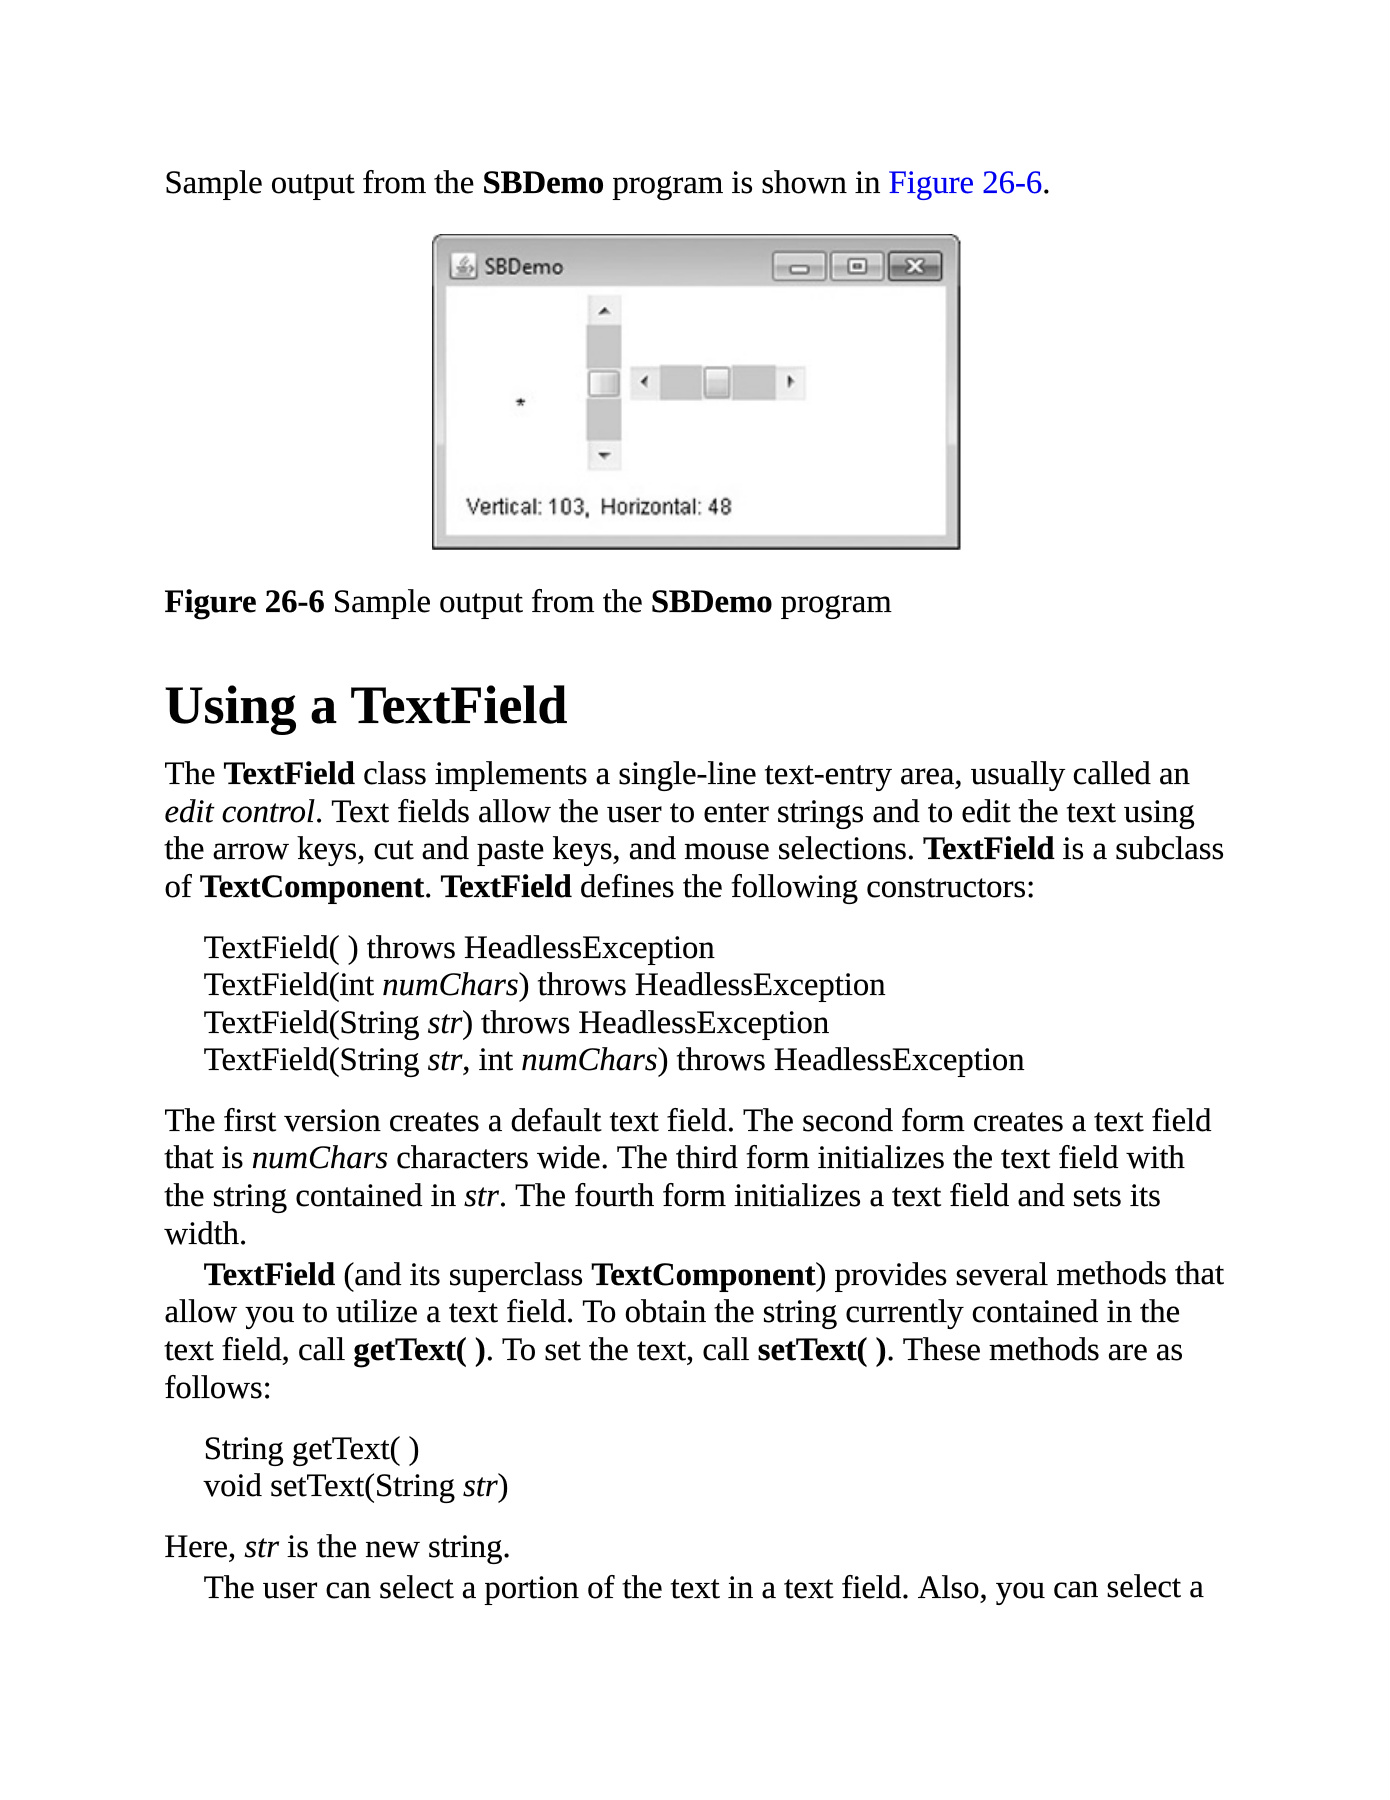 Sample output from the SBDemo program is shown in Figure 26-6.
SBDemo
*
Vertical: 103, Horizontal: 48
Figure 26-6 Sample output from the SBDemo program
Using a TextField
The TextField class implements a single-line text-entry area, usually called an
edit control. Text fields allow the user to enter strings and to edit the text using
the arrow keys, cut and paste keys, and mouse selections. TextField is a subclass
of TextComponent. TextField defines the following constructors:
TextField( ) throws HeadlessException
TextField(int numChars) throws HeadlessException
TextField(String str) throws HeadlessException
TextField(String str, int numChars) throws HeadlessException
The first version creates a default text field. The second form creates a text field
that is numChars characters wide. The third form initializes the text field with
the string contained in str. The fourth form initializes a text field and sets its
width.
TextField (and its superclass TextComponent) provides several methods that
allow you to utilize a text field. To obtain the string currently contained in the
text field, call getText( ). To set the text, call setText( ). These methods are as
follows:
String getText( )
void setText(String str)
Here, str is the new string.
The user can select a portion of the text in a text field. Also, you can select a